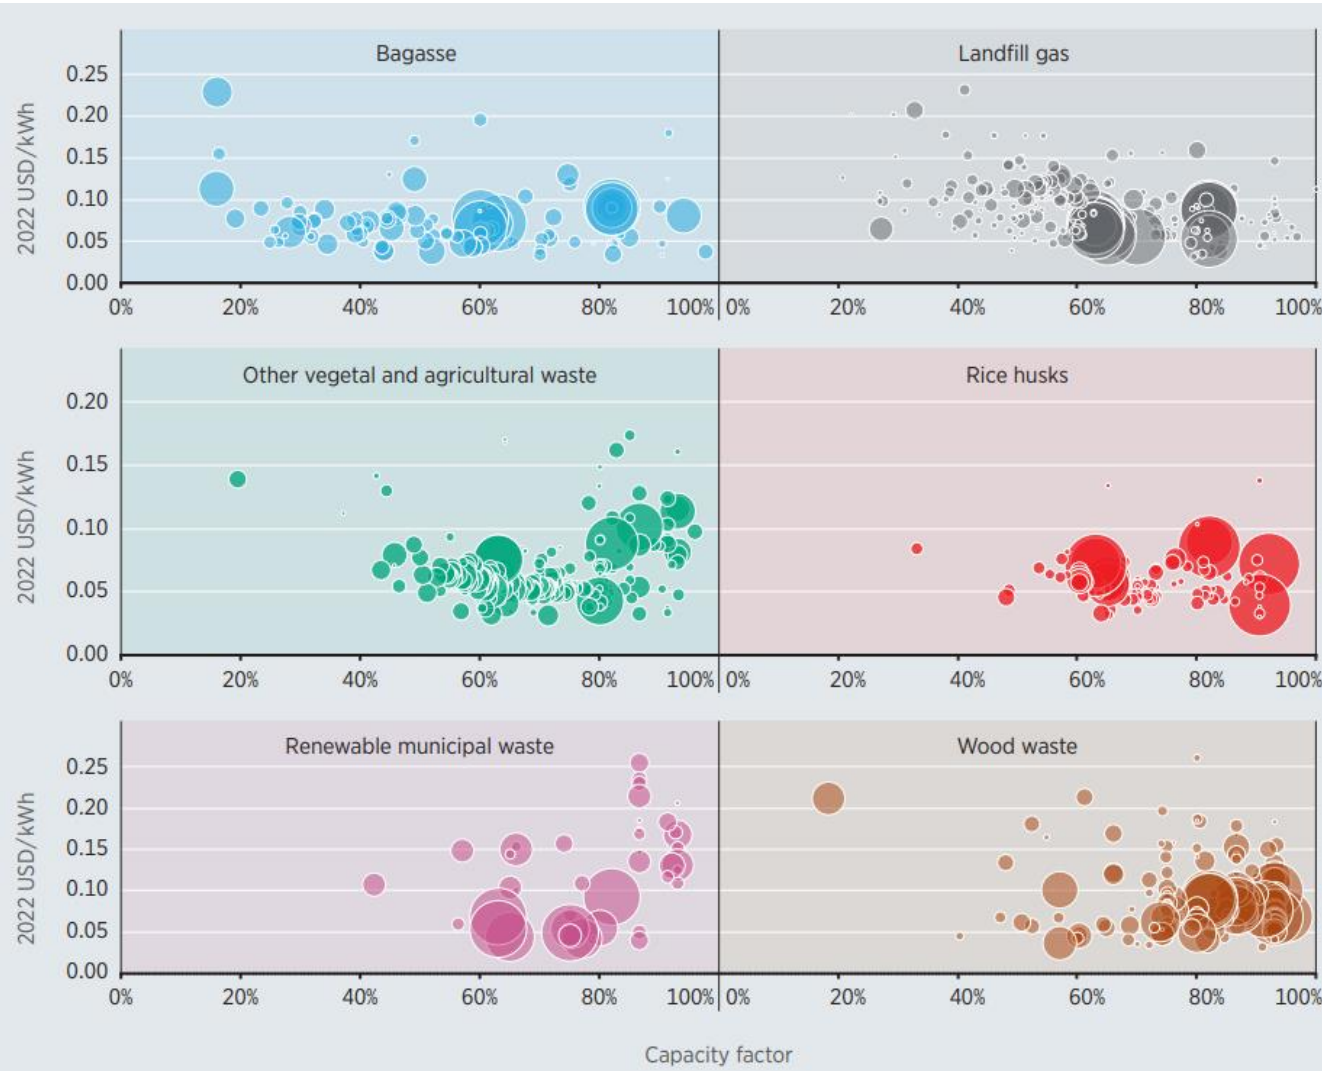 Bagasse
Landfill gas
2022 USD/kWh
0.25
0.20
0.15
0.10
0.05
0.00
0% 20% 40% 60% 80% 100% 0% 20% 40% 60% 80% 100%
Other vegetal and agricultural waste
Rice husks
2022 USD/kWh
0.20
0.15
0.10
0.05
0.00
0% 20% 40% 60% 80% 100% 0% 20% 40% 60% 80% 100%
Renewable municipal waste
Wood waste
2022 USD/kWh
0.25
0.20
0.15
0.10
0.05
0.00
0% 20% 40% 60% 80% 100% 0% 20% 40% 60% 80% 100%
Capacity factor